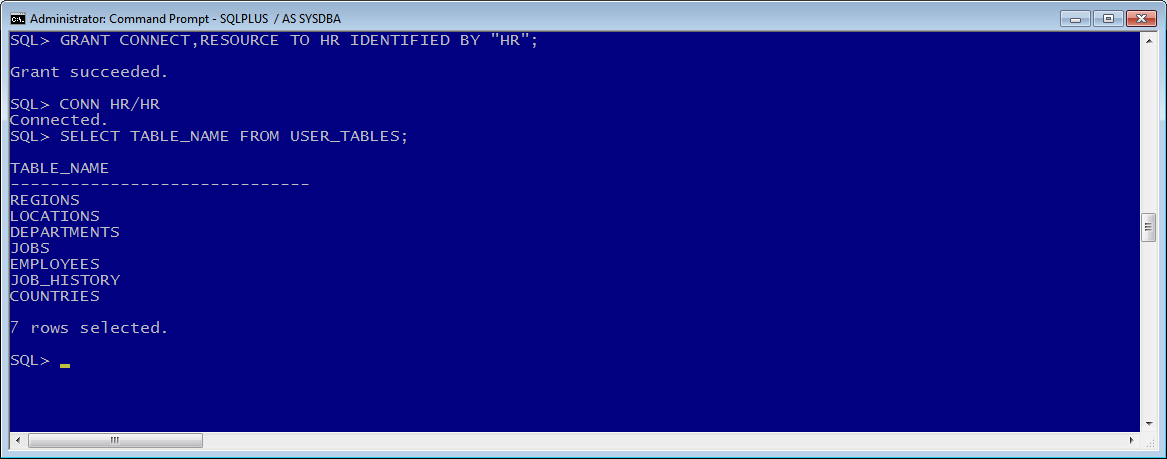 Administrator: Command Prompt - SQLPLUS / AS SYSDBA
SQL> GRANT CONNECT,RESOURCE TO HR IDENTIFIED BY "HR";
Grant succeeded.
SQL> CONN HR/HR
Connected.
SQL> SELECT TABLE_NAME FROM USER_TABLES;
TABLE_NAME
------------------------------
REGIONS
LOCATIONS
DEPARTMENTS
JOBS
EMPLOYEES
JOB_HISTORY
COUNTRIES
7 rows selected.
SQL>